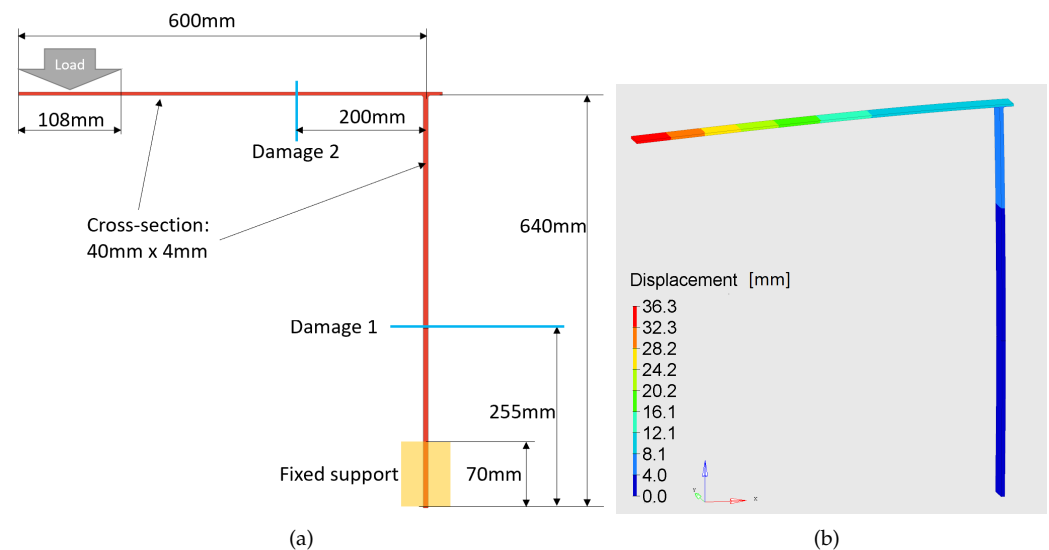 600mm
Load
108mm
200mm
Damage 2
Cross-section:
40mm x 4mm
640mm
Damage 1
255mm
Fixed support
70mm
(a)
Displacement [mm]
36.3
32.3
28.2
24.2
20.2
16.1
12.1
8.1
4.0
0.0
Y
X
(b)